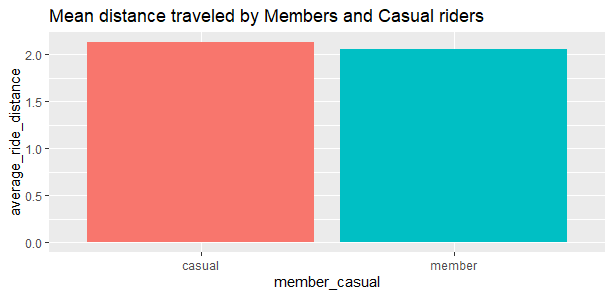 Mean distance traveled by Members and Casual riders
average_ride_distance
2.0
1.5
1.0
0.5
0.0
casual
member
member_casual